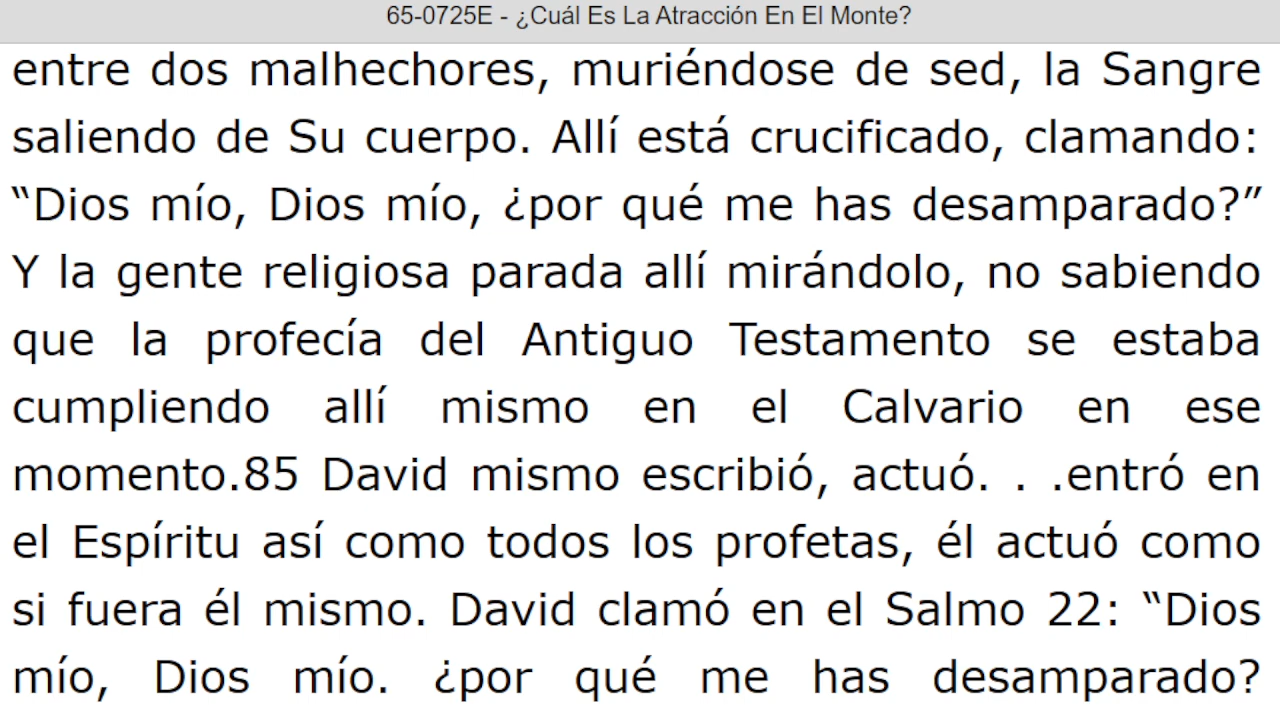 65-0725E - ¿Cuál Es La Atracción En El Monte?
entre dos malhechores, muriéndose de sed, la Sangre
saliendo de Su cuerpo. Allí está crucificado, clamando:
“Dios mío, Dios mío, ¿por qué me has desamparado?”
Y la gente religiosa parada allí mirándolo, no sabiendo
que la profecía del Antiguo Testamento se estaba
cumpliendo allí mismo en el Calvario en ese
momento.85 David mismo escribió, actuó. . .entró en
el Espíritu así como todos los profetas, él actuó como
si fuera él mismo. David clamó en el Salmo 22: “Dios
mío, Dios mío. ¿por qué me has desamparado?